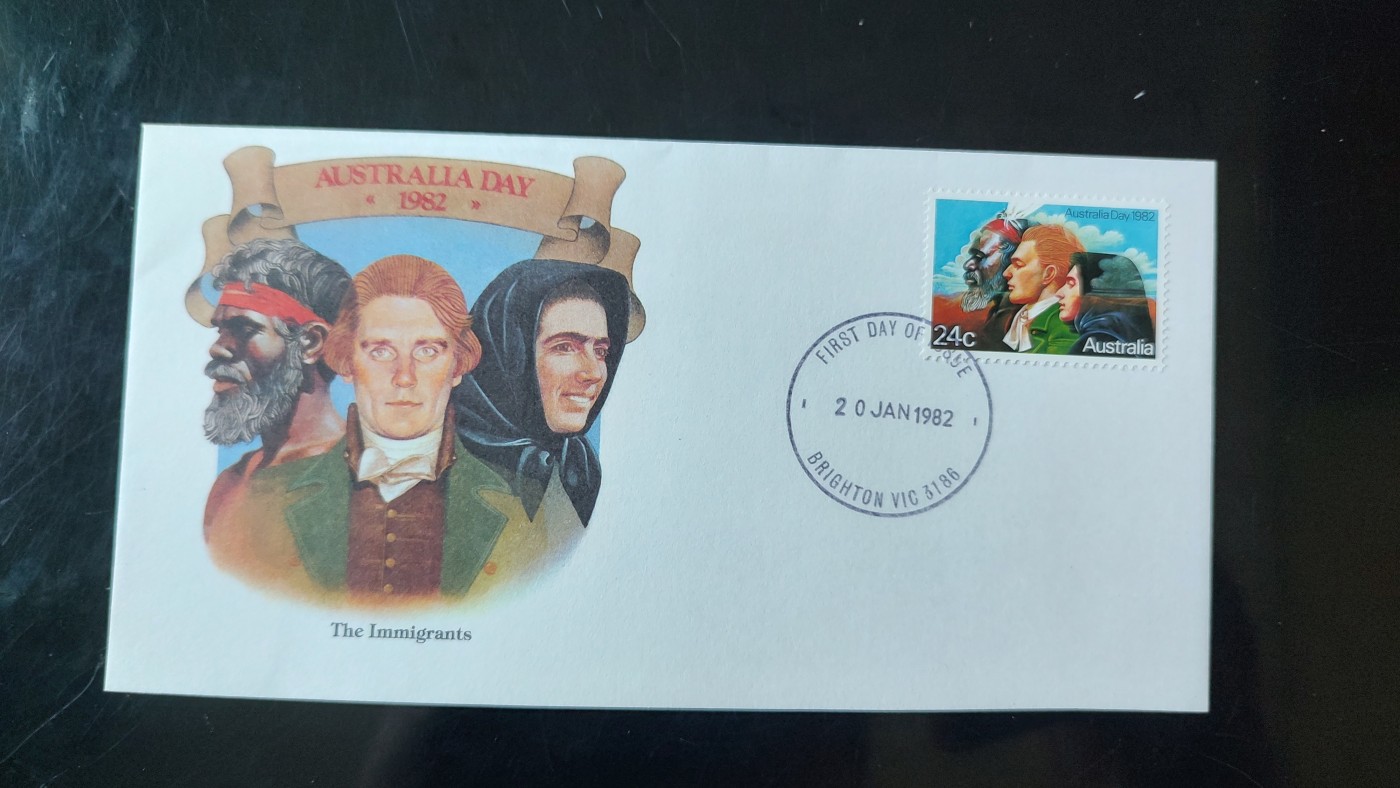 AUSTRALIA DAY
« 1982 »
The Immigrants
Australia Day 1982
24c
Australia
FIRST DAY OF ISSUE
20 JAN 1982
BRIGHTON VIC 3186